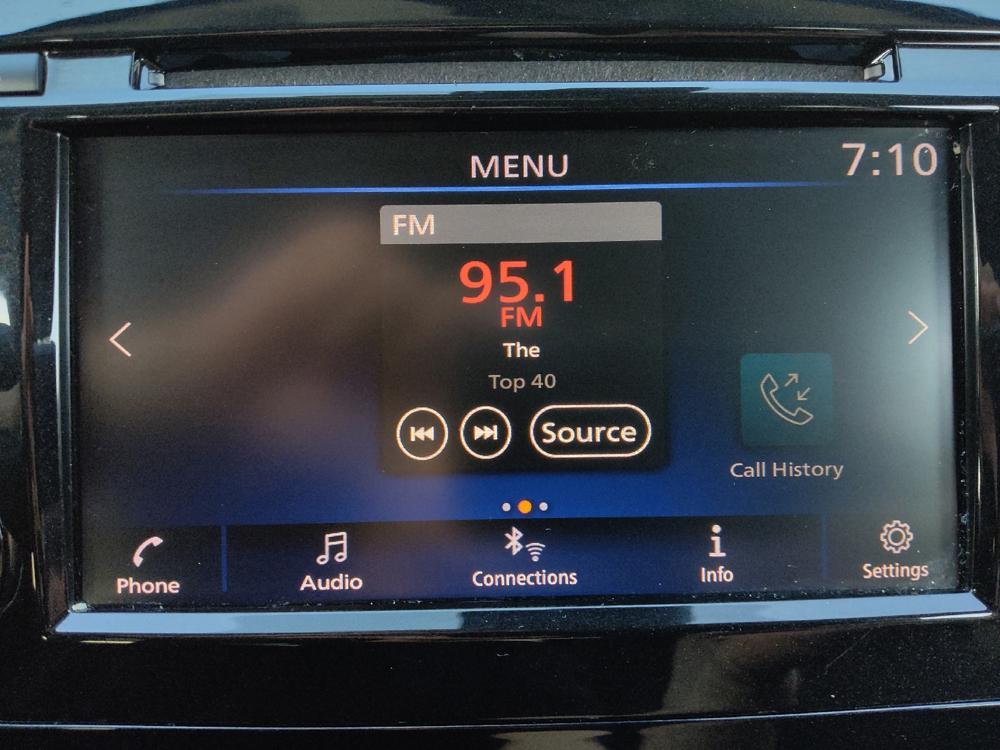 MENU
7:10
FM
95.1
FM
The
Top 40
Source
Call History
Phone
Audio
Connections
Info
Settings